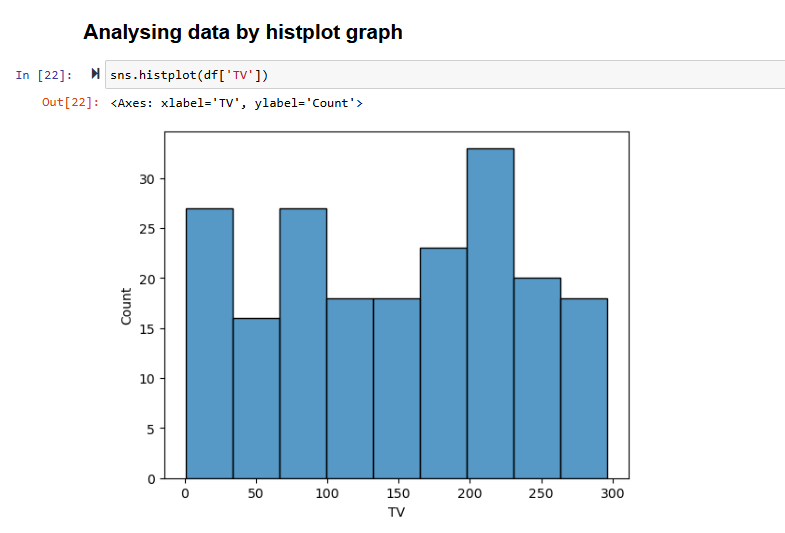 Analysing data by histplot graph
In [22]: sns.histplot(df['TV'])
Out[22]: <Axes: xlabel='TV', ylabel='Count'>
30
25
20
15
10
5
0
Count
0 50 100 150 200 250 300
TV